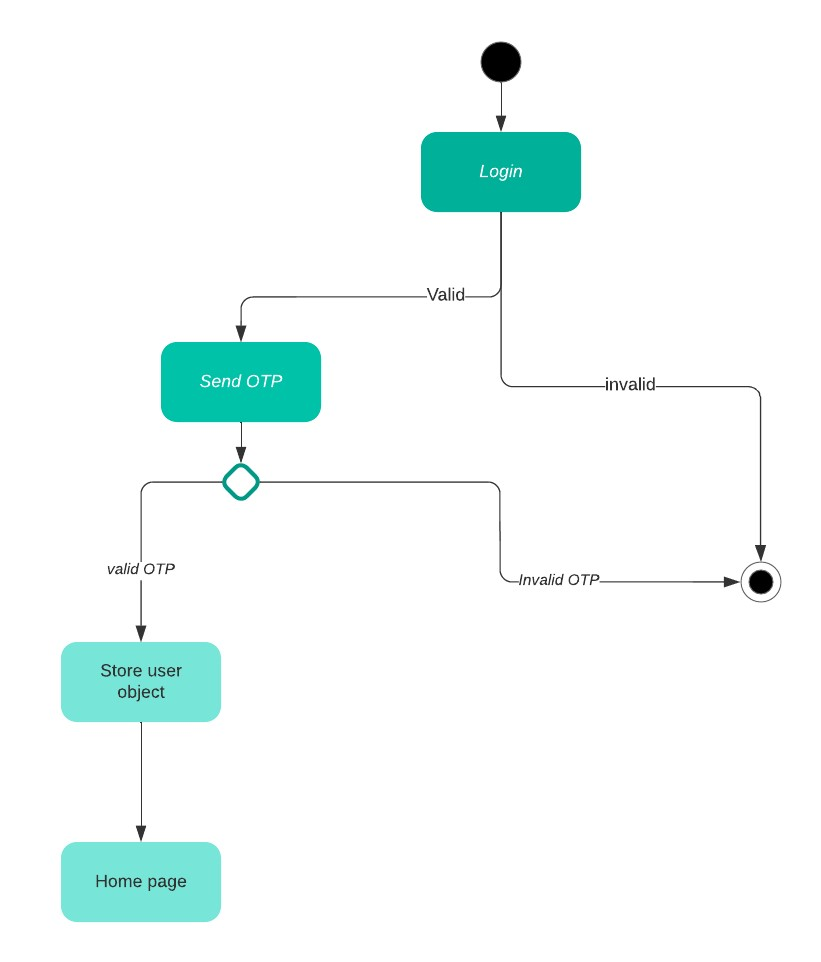 Login
Valid
Send OTP
invalid
valid OTP
Invalid OTP
Store user
object
Home page